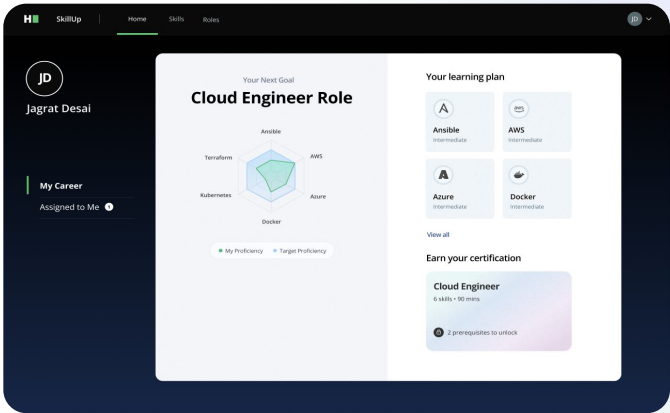 H
SkillUp
Home
Skills
Roles
JD
JD
Jagrat Desai
My Career
Assigned to Me
Your Next Goal
Cloud Engineer Role
Ansible
AWS
Azure
Docker
Kubernetes
Terraform
My Proficiency
Target Proficiency
Your learning plan
Ansible
Intermediate
aws
AWS
Intermediate
Azure
Intermediate
Docker
Intermediate
View all
Earn your certification
Cloud Engineer
6 skills • 90 mins
2 prerequisites to unlock